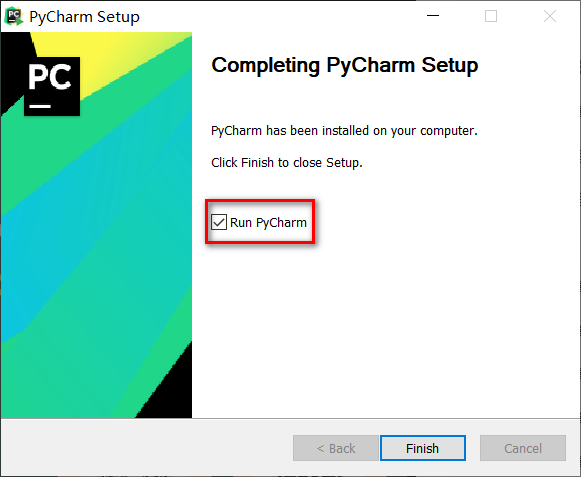 PyCharm Setup
PC
Completing PyCharm Setup
PyCharm has been installed on your computer.
Click Finish to close Setup.
Run PyCharm
< Back
Finish
Cancel